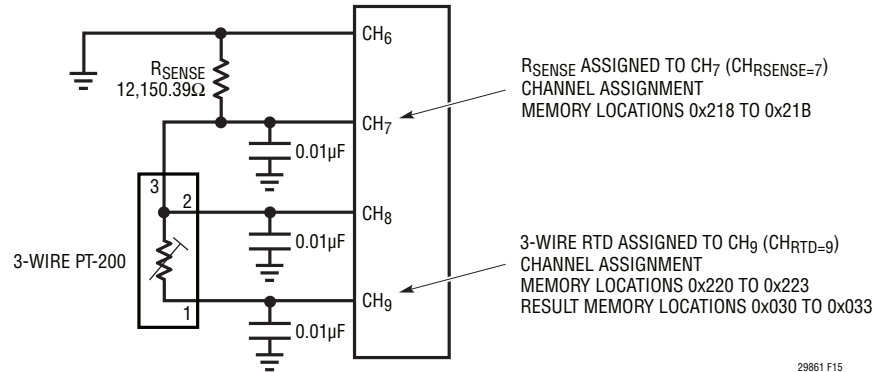 CH6
RSENSE
12,150.39Ω
CH7
0.01µF
3
2
CH8
0.01µF
3-WIRE PT-200
1
CH9
0.01µF
RSENSE ASSIGNED TO CH7 (CHRSENSE=7)
CHANNEL ASSIGNMENT
MEMORY LOCATIONS 0x218 TO 0x21B
3-WIRE RTD ASSIGNED TO CH9 (CHRTD=9)
CHANNEL ASSIGNMENT
MEMORY LOCATIONS 0x220 TO 0x223
RESULT MEMORY LOCATIONS 0x030 TO 0x033
29861 F15